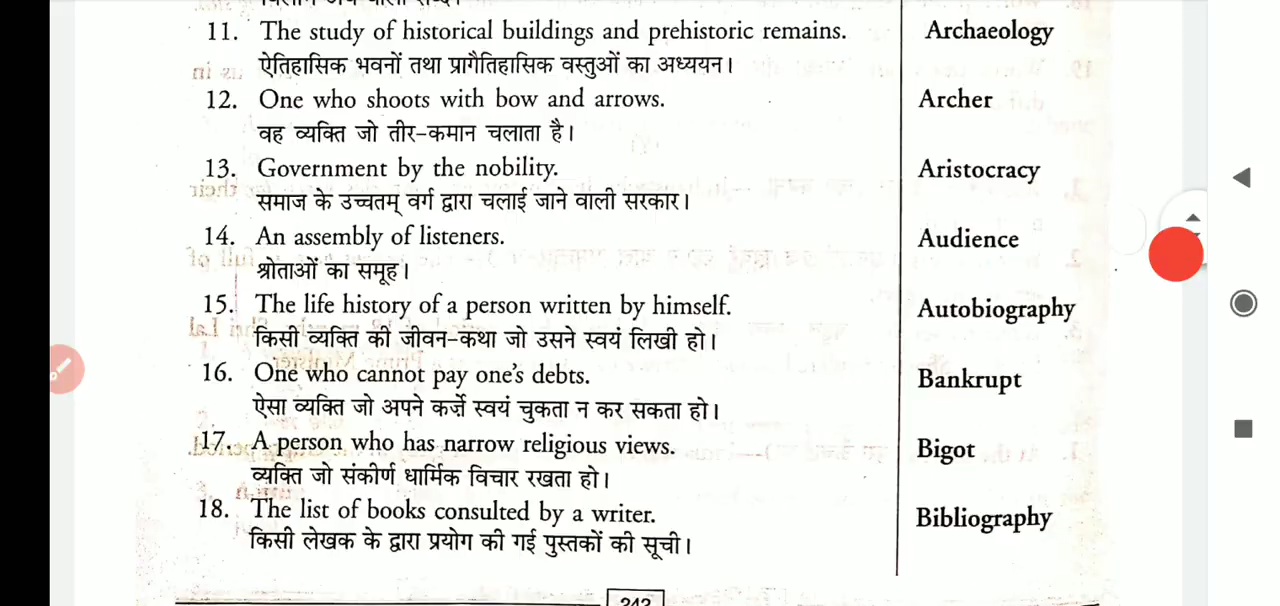 11. The study of historical buildings and prehistoric remains. Archaeology
ऐतिहासिक भवनों तथा प्रागैतिहासिक वस्तुओं का अध्ययन।
12. One who shoots with bow and arrows. Archer
वह व्यक्ति जो तीर-कमान चलाता है।
13. Government by the nobility. Aristocracy
समाज के उच्चतम् वर्ग द्वारा चलाई जाने वाली सरकार।
14. An assembly of listeners. Audience
श्रोताओं का समूह।
15. The life history of a person written by himself. Autobiography
किसी व्यक्ति की जीवन-कथा जो उसने स्वयं लिखी हो।
16. One who cannot pay one's debts. Bankrupt
ऐसा व्यक्ति जो अपने कर्ज़े स्वयं चुकता न कर सकता हो।
17. A person who has narrow religious views. Bigot
व्यक्ति जो संकीर्ण धार्मिक विचार रखता हो।
18. The list of books consulted by a writer. Bibliography
किसी लेखक के द्वारा प्रयोग की गई पुस्तकों की सूची।
242